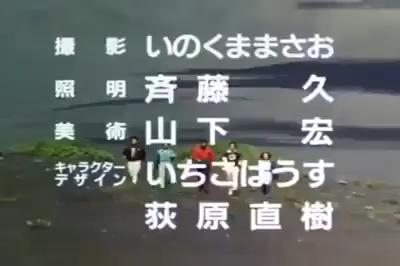 撮影 いのくままさお
照明 斉藤久
美術 山下宏
キャラクターデザイン いちごはうす
荻原直樹